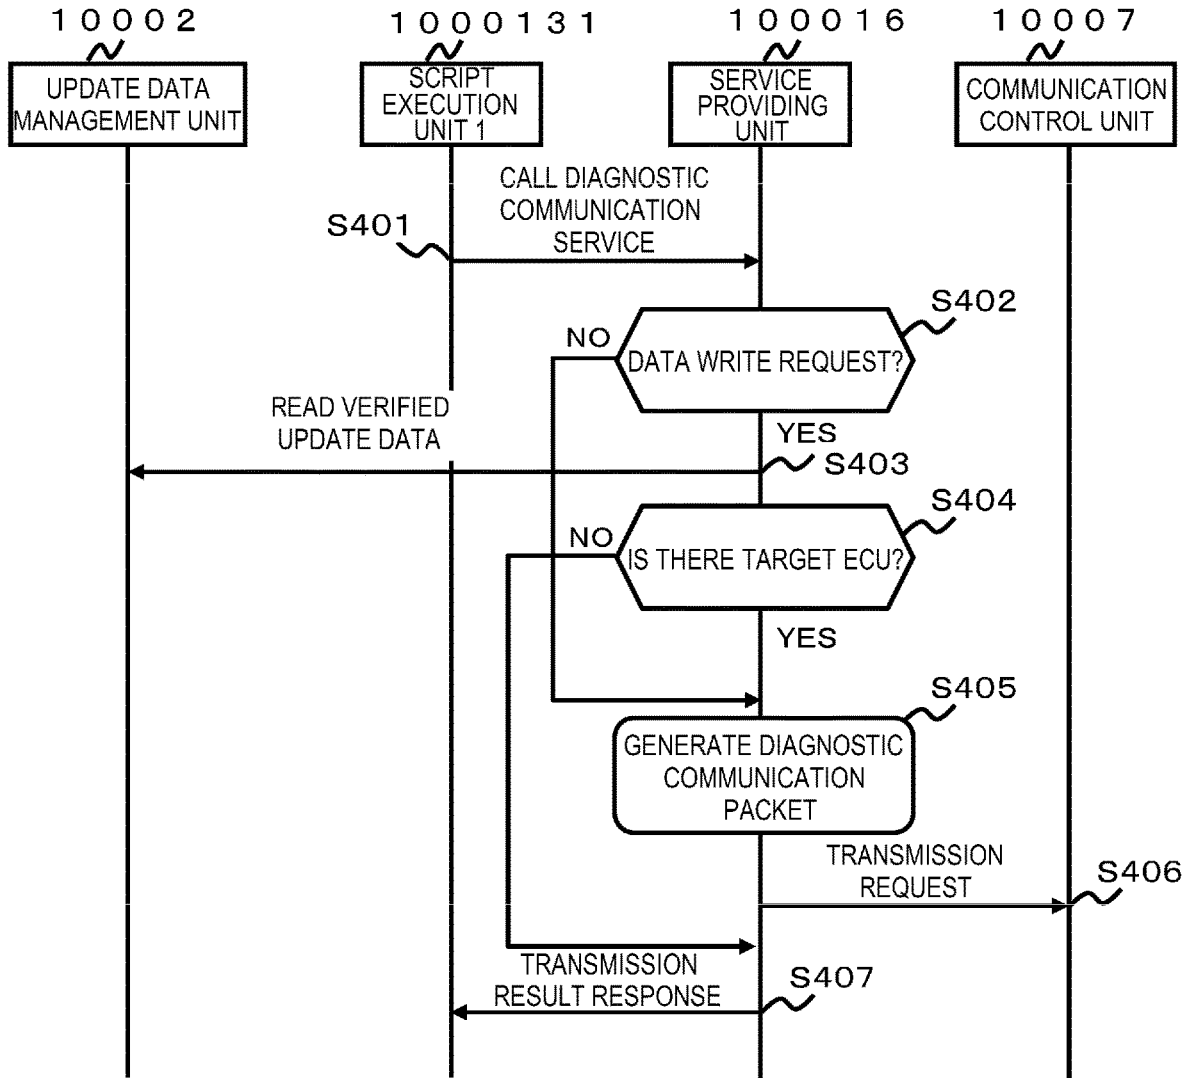 10002
1000131
100016
10007
UPDATE DATA
MANAGEMENT UNIT
SCRIPT
EXECUTION
UNIT 1
SERVICE
PROVIDING
UNIT
COMMUNICATION
CONTROL UNIT
CALL DIAGNOSTIC
COMMUNICATION
SERVICE
S401
S402
NO
DATA WRITE REQUEST?
READ VERIFIED
UPDATE DATA
YES
S403
S404
NO
IS THERE TARGET ECU?
YES
S405
GENERATE DIAGNOSTIC
COMMUNICATION
PACKET
TRANSMISSION
REQUEST
S406
TRANSMISSION
RESULT RESPONSE
S407